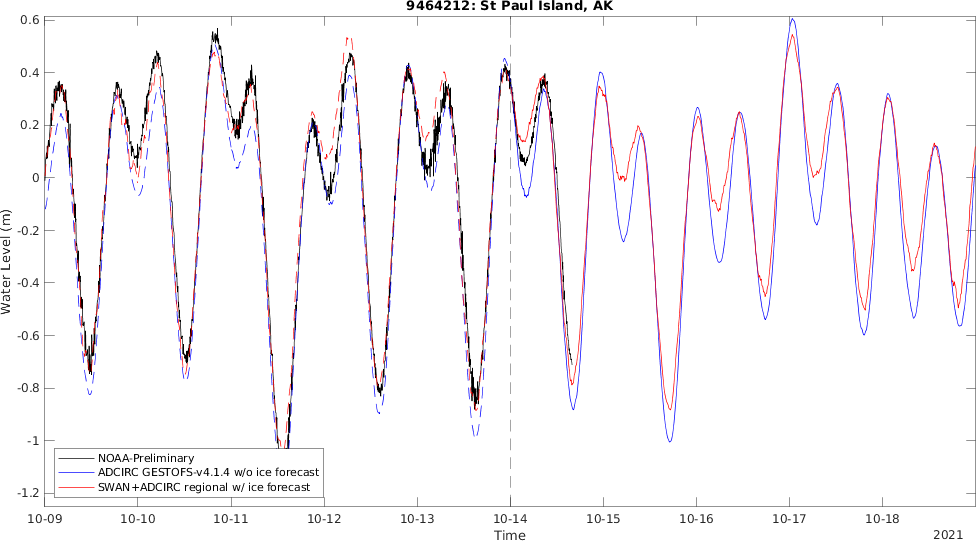 9464212: St Paul Island, AK
0.6
0.4
0.2
0
-0.2
-0.4
-0.6
-0.8
-1
-1.2
Water Level (m)
NOAA-Preliminary
ADCIRC GESTOFS-v4.1.4 w/o ice forecast
SWAN+ADCIRC regional w/ ice forecast
10-09 10-10 10-11 10-12 10-13 10-14 10-15 10-16 10-17 10-18
Time
2021